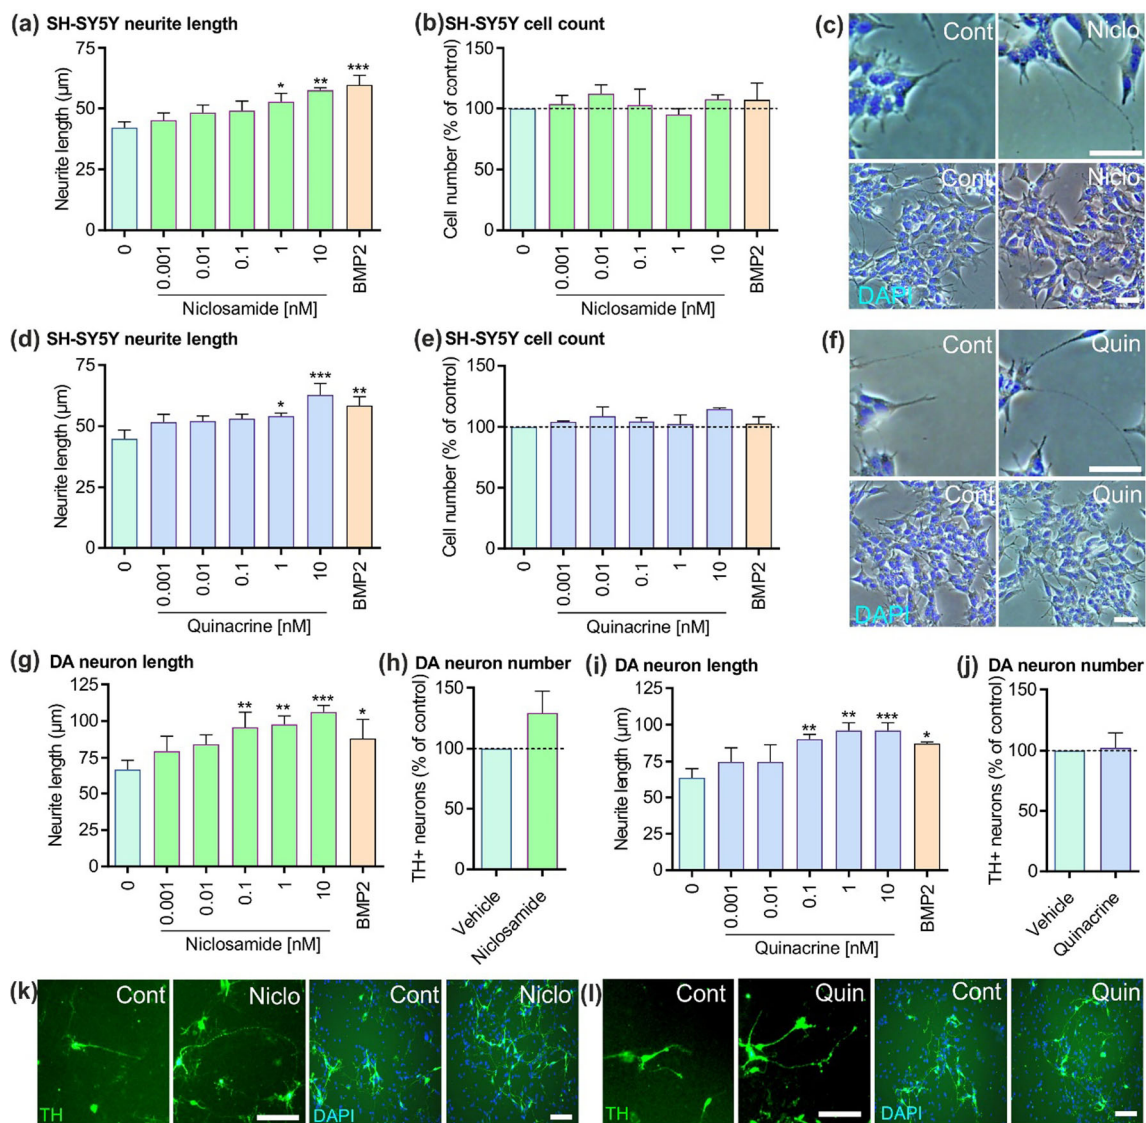 (a) SH-SY5Y neurite length
Neurite length (µm)
75
50
25
0
* ** ***
0 0.001 0.01 0.1 1 10 BMP2
Niclosamide [nM]
(b) SH-SY5Y cell count
Cell number (% of control)
150
100
50
0
0 0.001 0.01 0.1 1 10 BMP2
Niclosamide [nM]
(c)
Cont Niclo
Cont Niclo
DAPI
(d) SH-SY5Y neurite length
Neurite length (µm)
75
50
25
0
* *** **
0 0.001 0.01 0.1 1 10 BMP2
Quinacrine [nM]
(e) SH-SY5Y cell count
Cell number (% of control)
150
100
50
0
0 0.001 0.01 0.1 1 10 BMP2
Quinacrine [nM]
(f)
Cont Quin
Cont Quin
DAPI
(g) DA neuron length
Neurite length (µm)
125
100
75
50
25
0
** ** *** *
0 0.001 0.01 0.1 1 10 BMP2
Niclosamide [nM]
(h) DA neuron number
TH+ neurons (% of control)
150
100
50
0
Vehicle Niclosamide
(i) DA neuron length
Neurite length (µm)
125
100
75
50
25
0
** ** *** *
0 0.001 0.01 0.1 1 10 BMP2
Quinacrine [nM]
(j) DA neuron number
TH+ neurons (% of control)
150
100
50
0
Vehicle Quinacrine
(k) Cont Niclo Cont Niclo
TH DAPI
(l) Cont Quin Cont Quin
TH DAPI